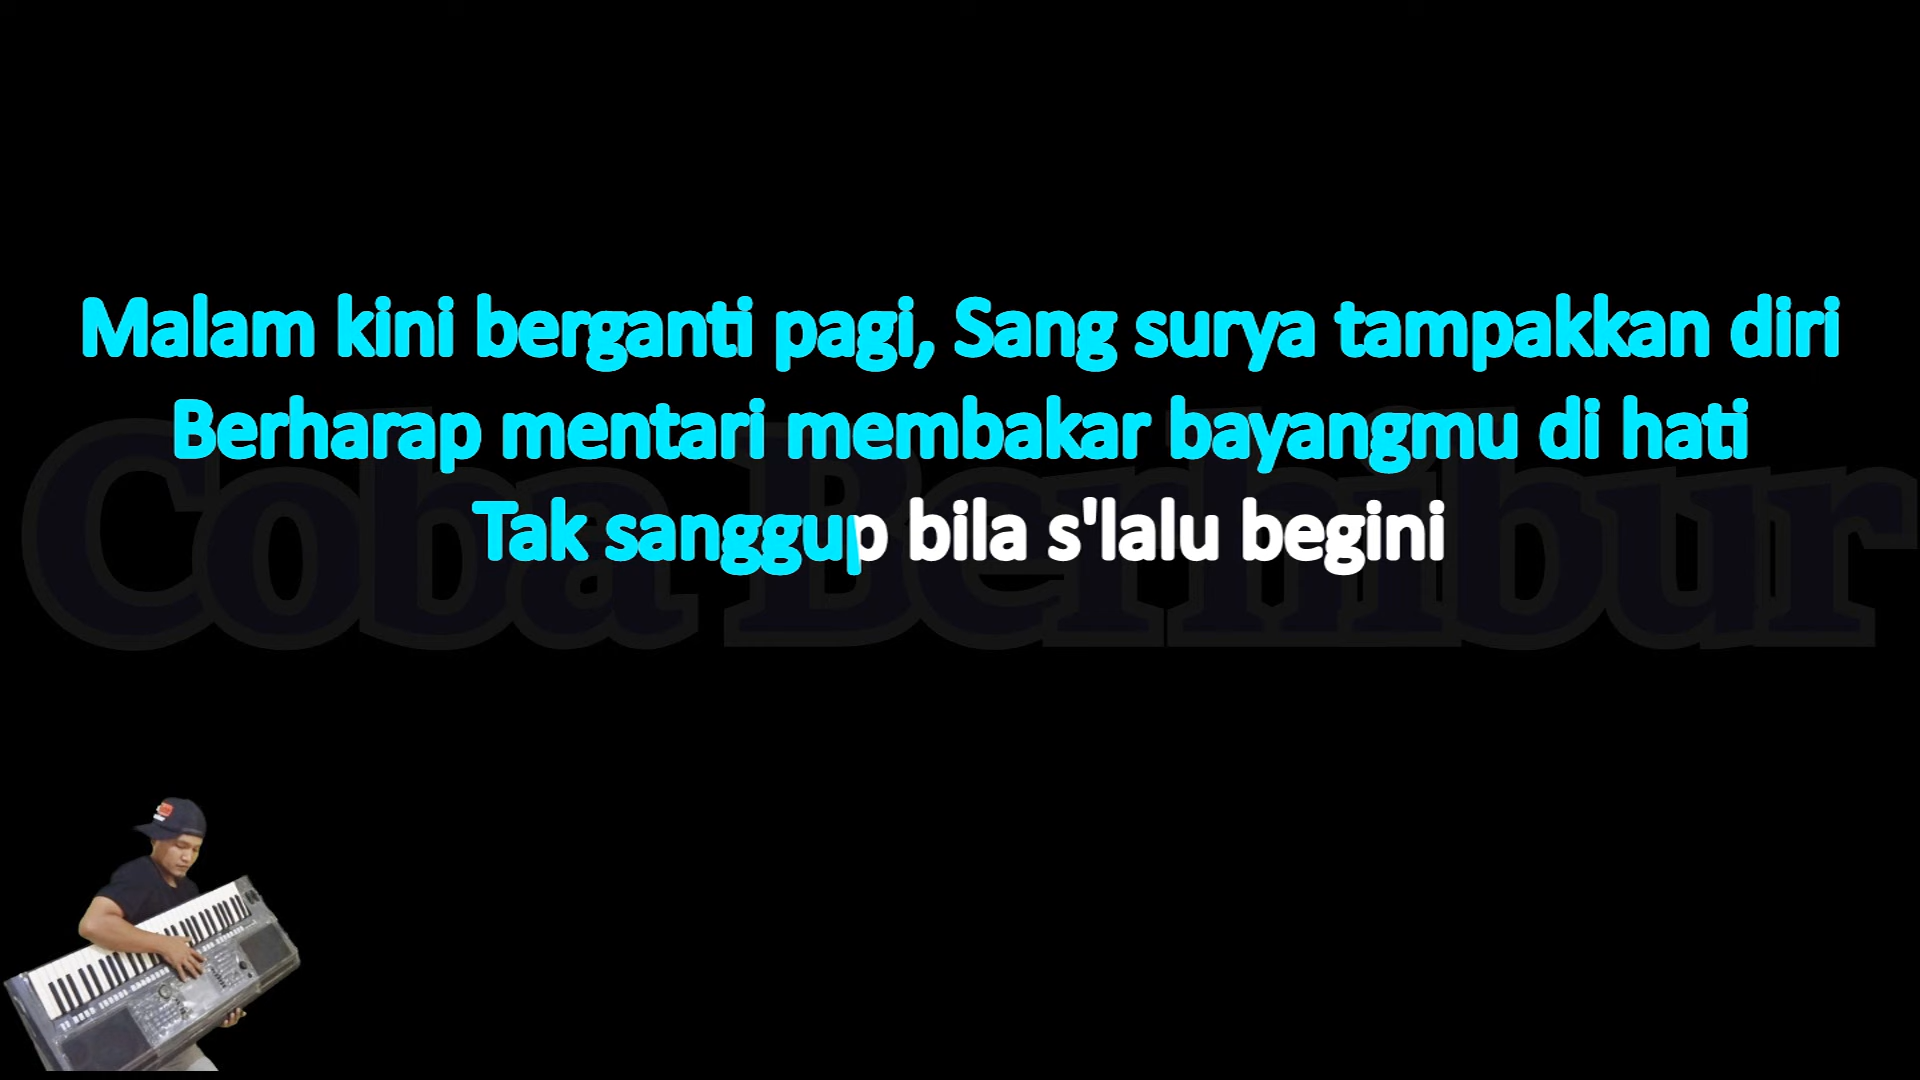 Malam kini berganti pagi, Sang surya tampakkan diri
Berharap mentari membakar bayangmu di hati
Tak sanggup bila s'lalu begini
Coba Berhibur